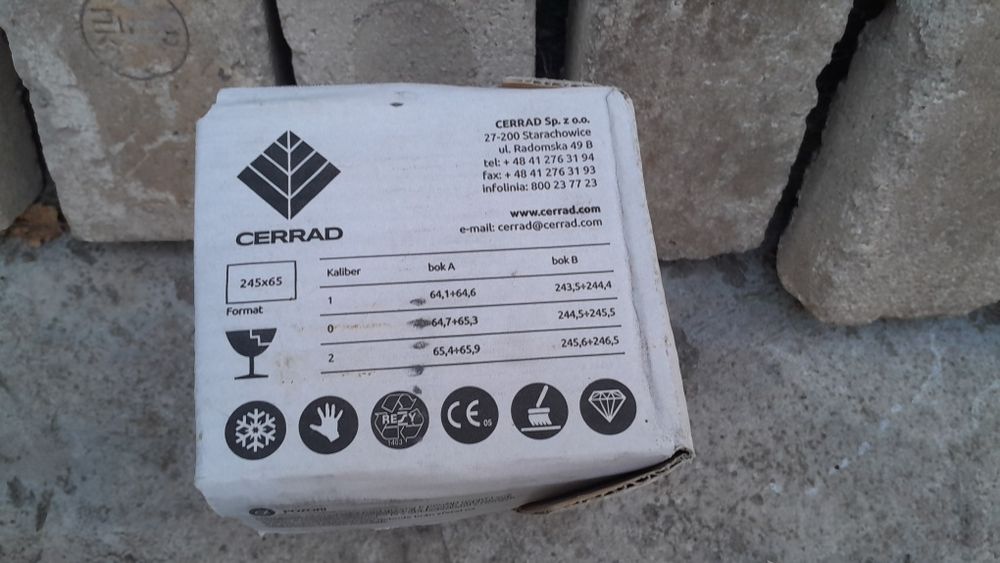 CERRAD Sp. z o.o.
27-200 Starachowice
ul. Radomska 49 B
tel: + 48 41 276 31 94
fax: + 48 41 276 31 93
infolinia: 800 23 77 23
www.cerrad.com
e-mail: cerrad@cerrad.com
CERRAD
245x65
Format
Kaliber bok A bok B
1 64,1÷64,6 243,5÷244,4
0 64,7÷65,3 244,5÷245,5
2 65,4÷65,9 245,6÷246,5
REZY
1403
CE 05